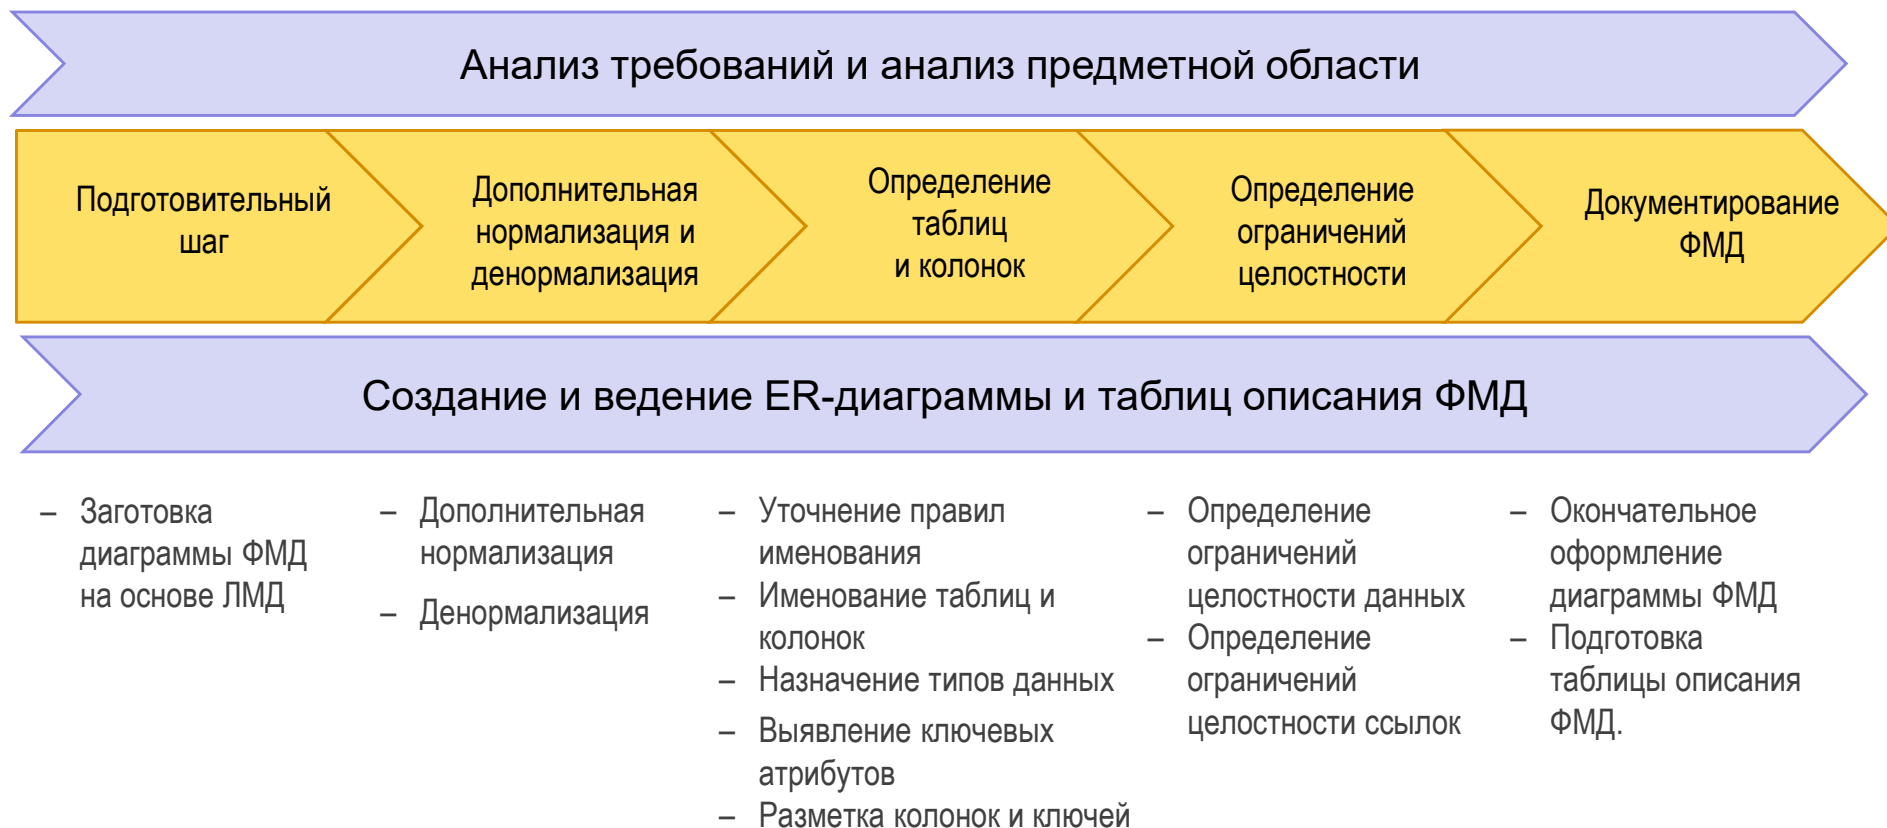 Анализ требований и анализ предметной области
Подготовительный
шаг
Дополнительная
нормализация и
денормализация
Определение
таблиц
и колонок
Определение
ограничений
целостности
Документирование
ФМД
Создание и ведение ER-диаграммы и таблиц описания ФМД
– Заготовка
диаграммы ФМД
на основе ЛМД
– Дополнительная
нормализация
– Денормализация
– Уточнение правил
именования
– Именование таблиц и
колонок
– Назначение типов данных
– Выявление ключевых
атрибутов
– Разметка колонок и ключей
– Определение
ограничений
целостности данных
– Определение
ограничений
целостности ссылок
– Окончательное
оформление
диаграммы ФМД
– Подготовка
таблицы описания
ФМД.